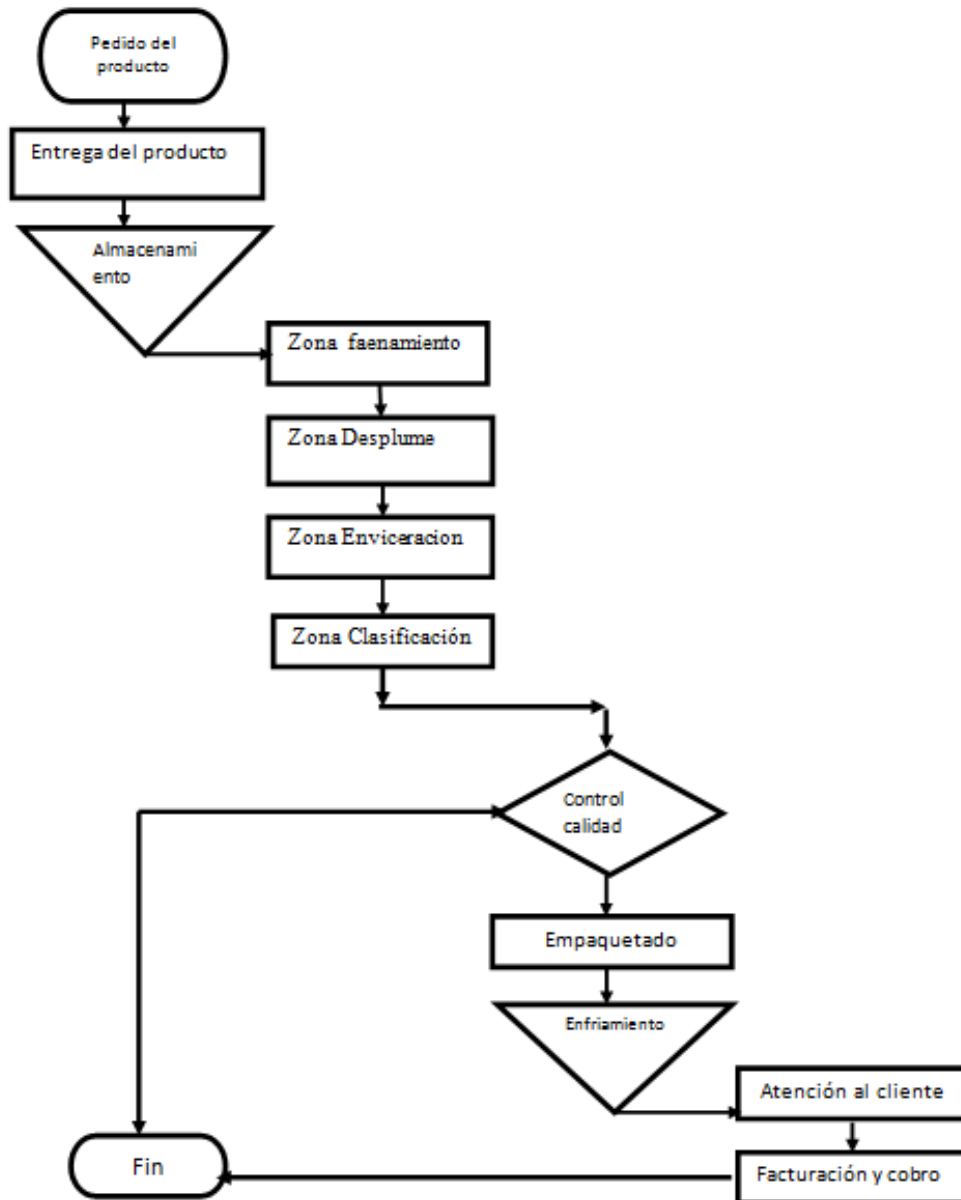 Pedido del
producto
Entrega del producto
Almacenami
ento
Zona faenamiento
Zona Desplume
Zona Enviceracion
Zona Clasificación
Control
calidad
Empaquetado
Enfriamiento
Atención al cliente
Facturación y cobro
Fin